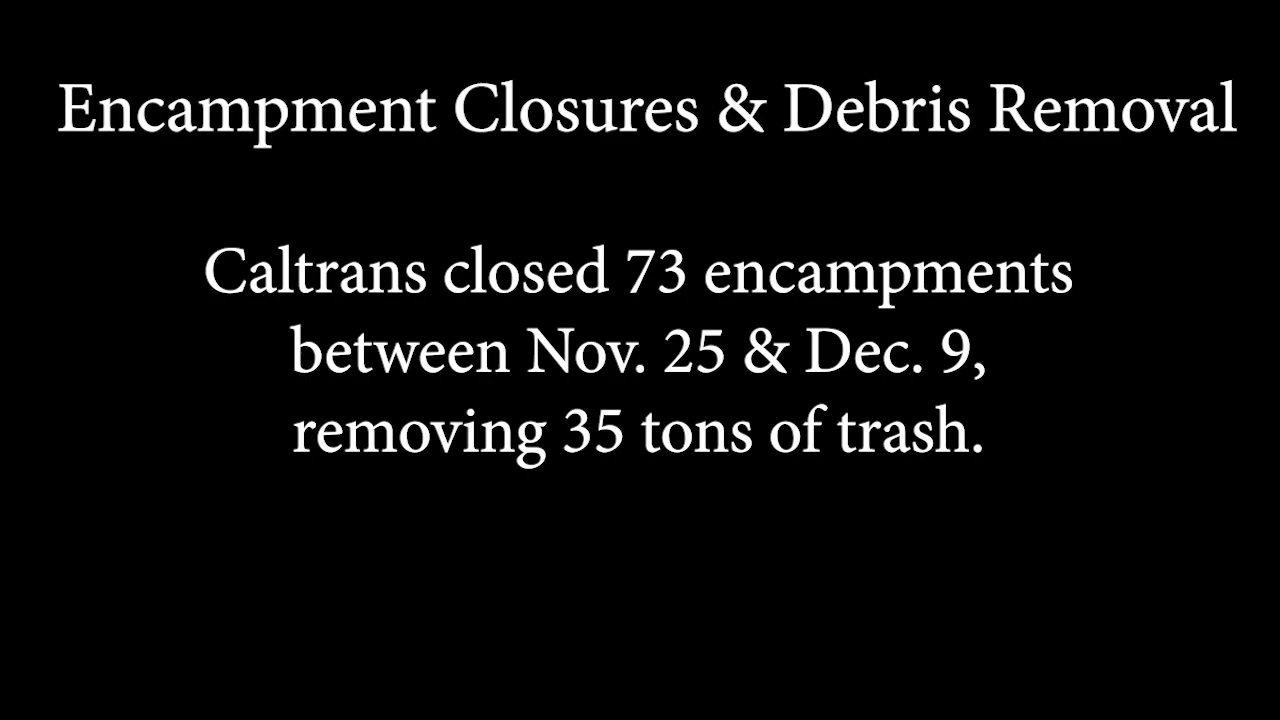 Encampment Closures & Debris Removal
Caltrans closed 73 encampments
between Nov. 25 & Dec. 9,
removing 35 tons of trash.